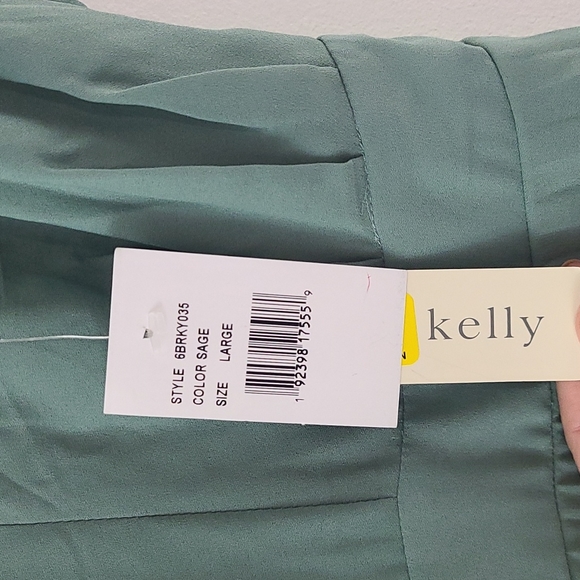 STYLE 6BRKY035
COLOR SAGE
SIZE LARGE
1 92398 17555 9
kelly